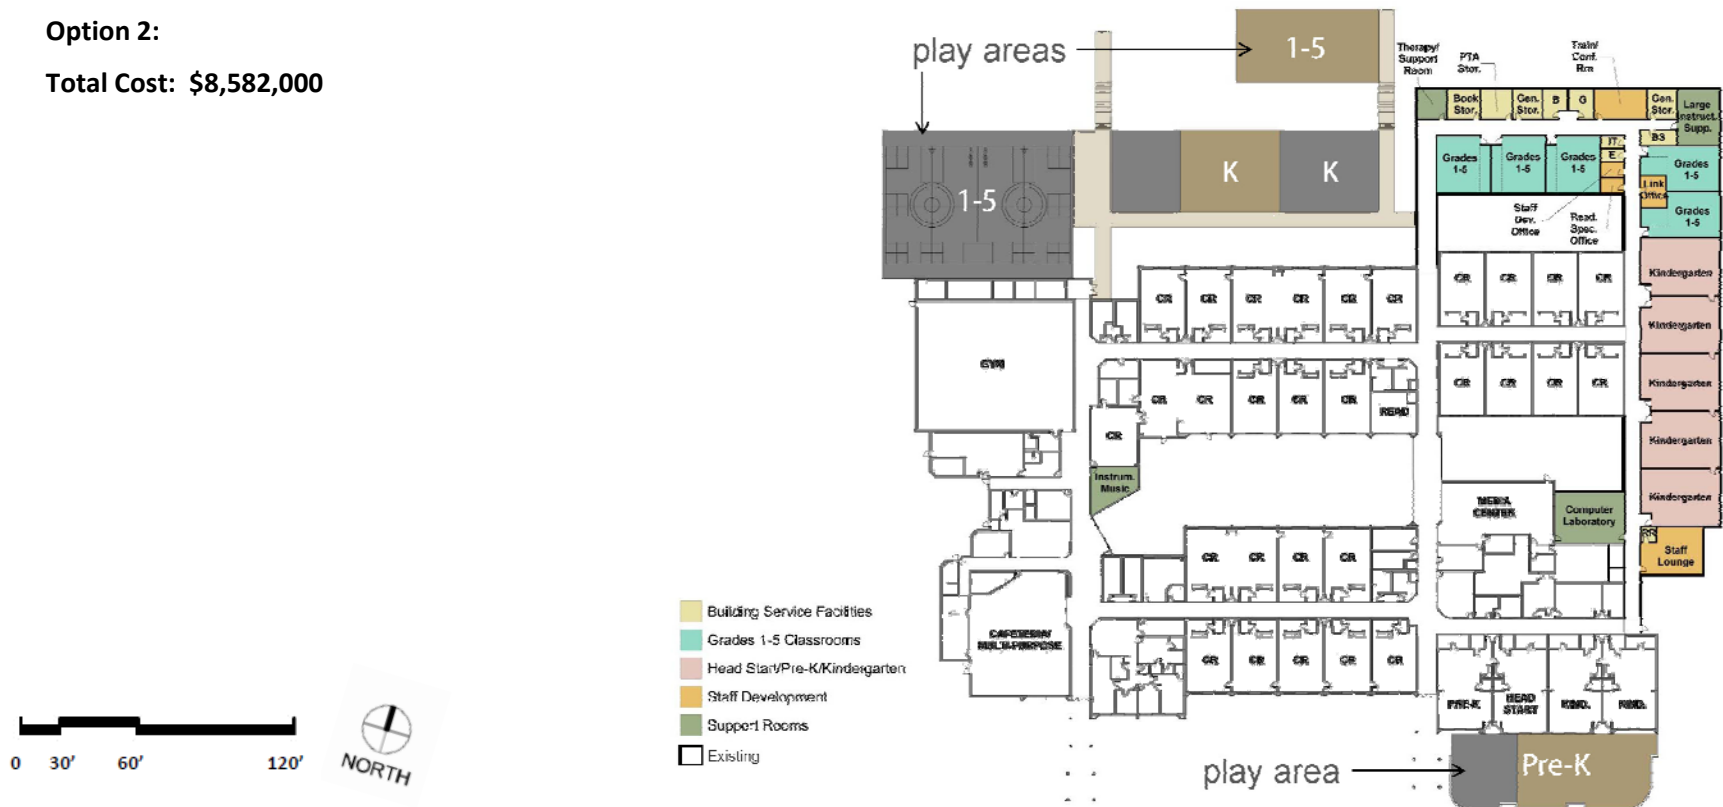 Option 2:
Total Cost: $8,582,000
play areas
1-5
Therapy/
Support
Room
PTA
Stor.
Train/
Conf.
Rm
Book
Stor.
Gen.
Stor.
B
G
Gen.
Stor.
Large
Instruct.
Supp.
BS
1-5
K
K
Grades
1-5
Grades
1-5
Grades
1-5
IT
E
Grades
1-5
Link
Office
Grades
1-5
Staff
Dev.
Office
Read.
Spec.
Office
CR
CR
CR
CR
CR
CR
CR
CR
CR
CR
Kindergarten
Kindergarten
Kindergarten
Kindergarten
Kindergarten
GYM
CR
CR
CR
CR
CR
READ
CR
CR
CR
CR
CR
Instrum.
Music
MEDIA
CENTER
Computer
Laboratory
Staff
Lounge
CR
CR
CR
CR
CAFETERIA/
MULTI-PURPOSE
CR
CR
CR
CR
CR
PRE-K
HEAD
START
KIND.
KIND.
Building Service Facilities
Grades 1-5 Classrooms
Head Start/Pre-K/Kindergarten
Staff Development
Support Rooms
Existing
play area
Pre-K
0 30' 60' 120'
NORTH